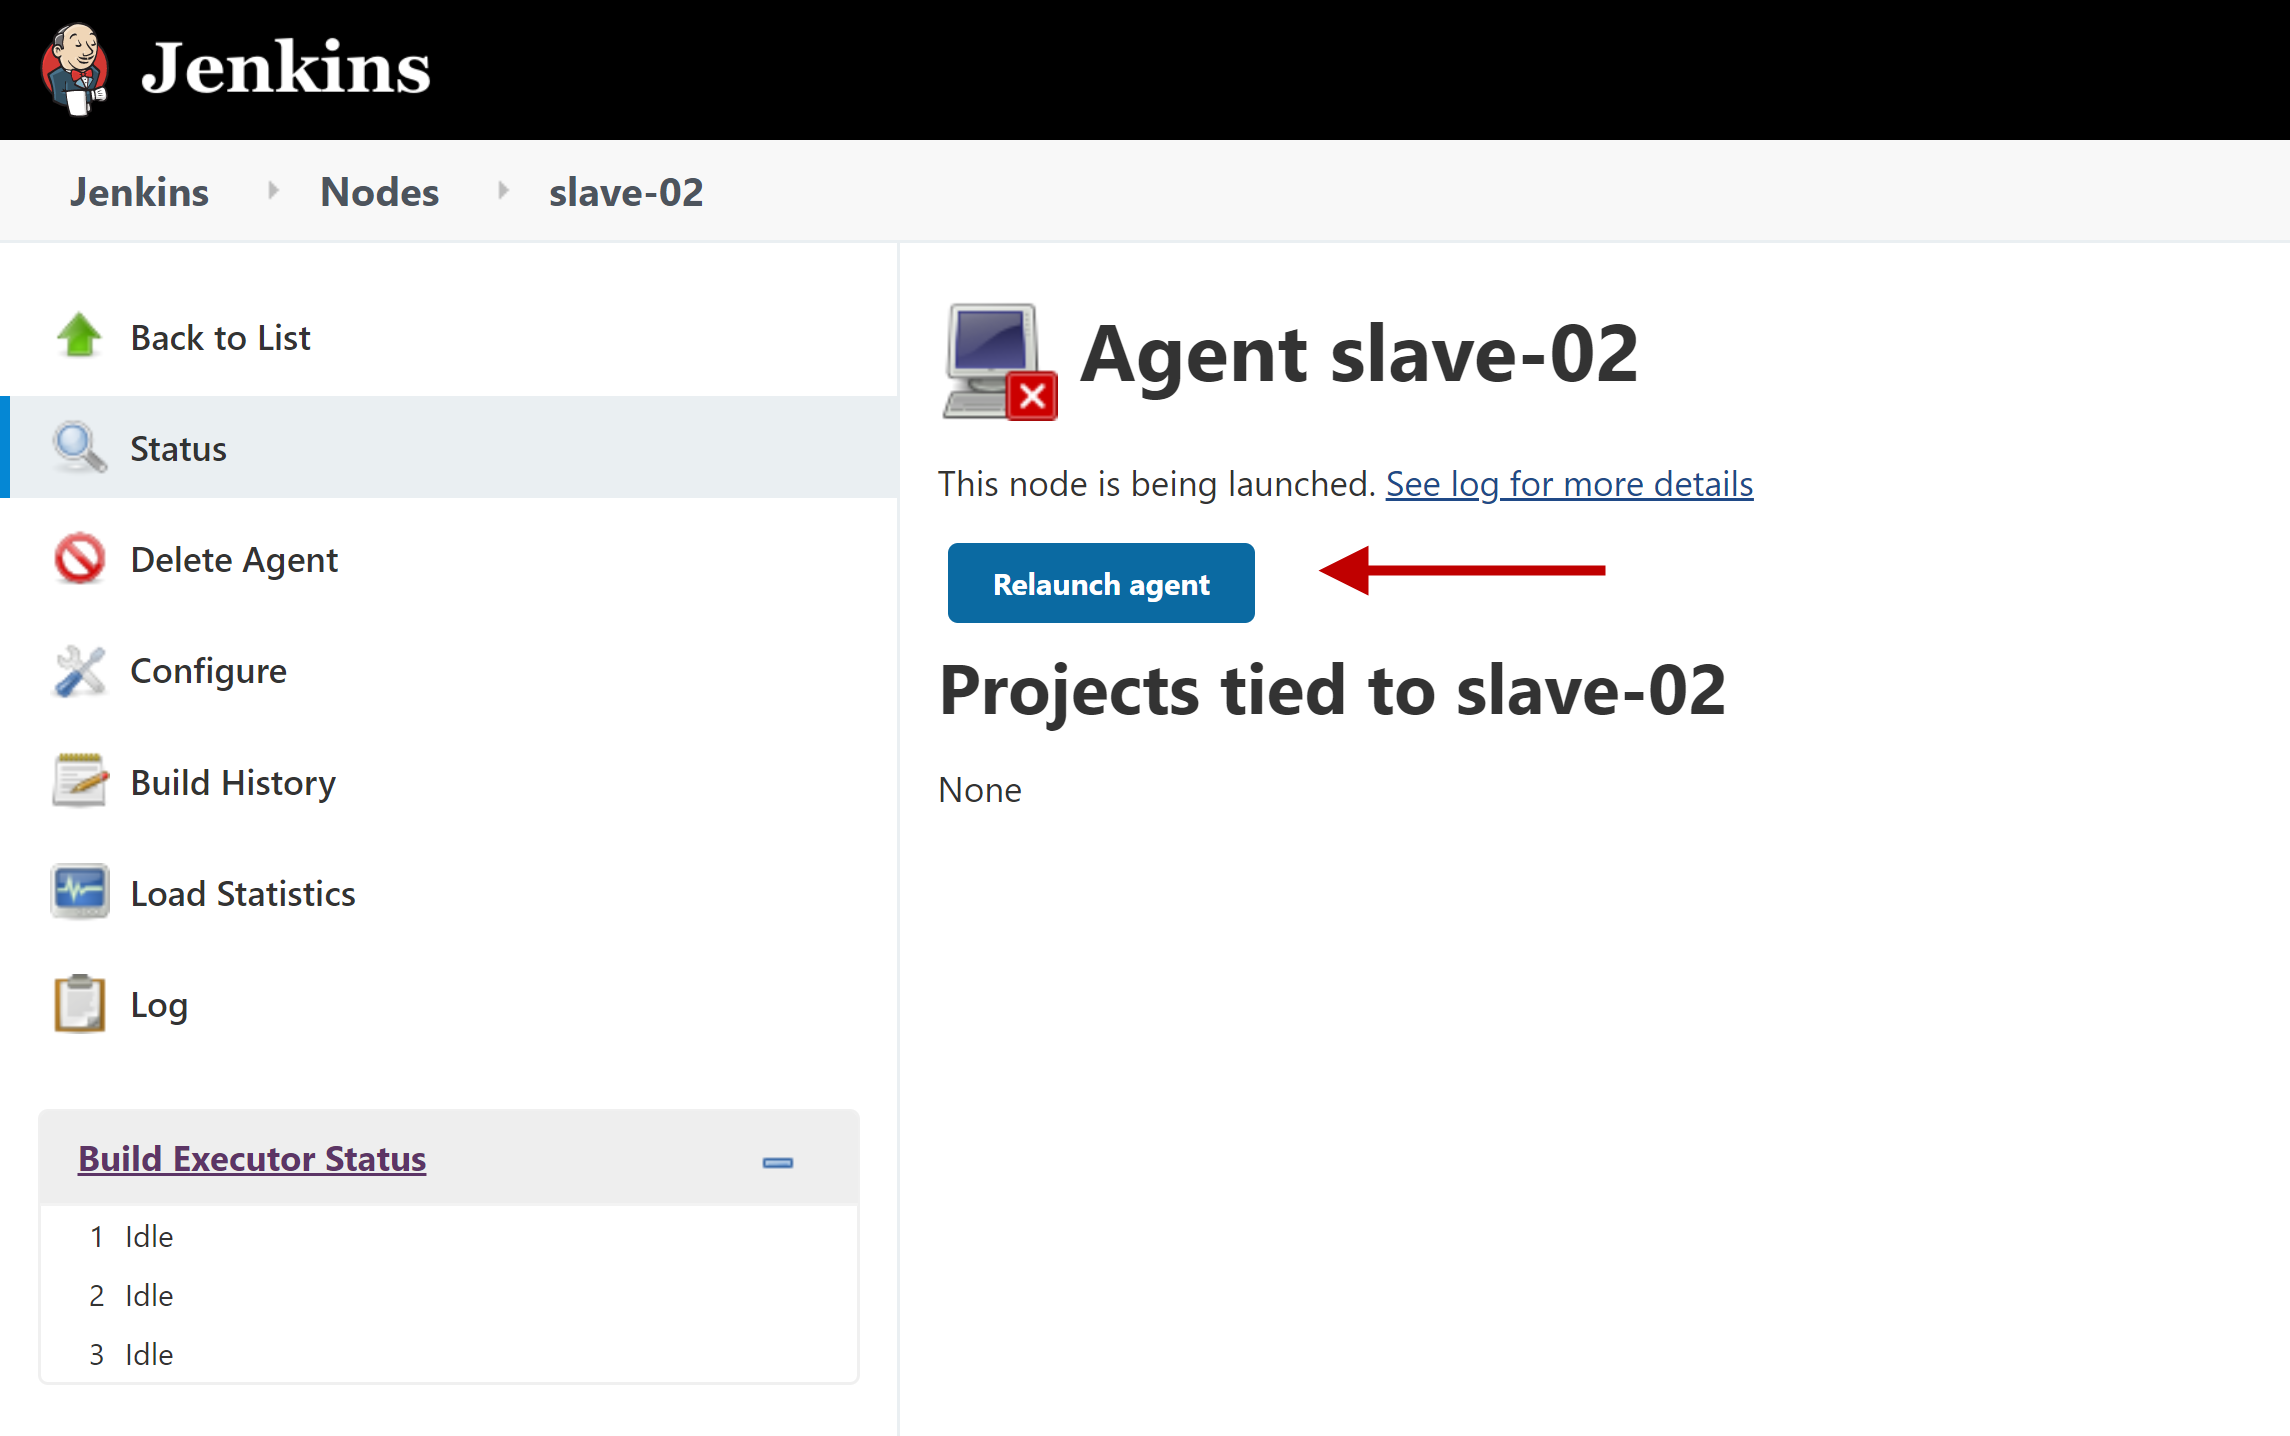 Jenkins
Jenkins
Nodes
slave-02
Back to List
Status
Delete Agent
Configure
Build History
Load Statistics
Log
Build Executor Status
1 Idle
2 Idle
3 Idle
Agent slave-02
This node is being launched. See log for more details
Relaunch agent
Projects tied to slave-02
None